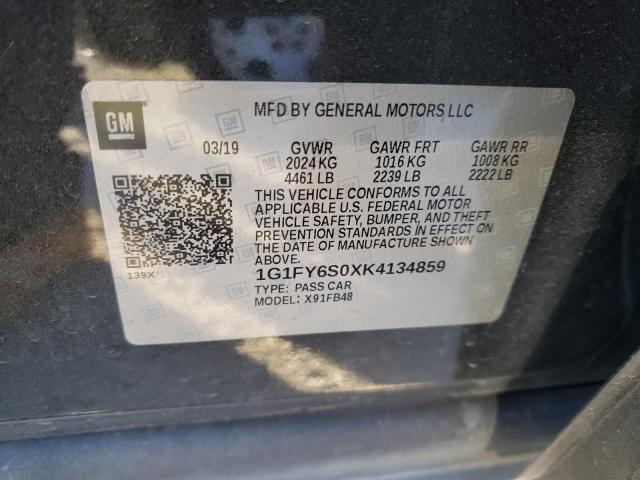 GM
MFD BY GENERAL MOTORS LLC
03/19 GVWR GAWR FRT GAWR RR
2024 KG 1016 KG 1008 KG
4461 LB 2239 LB 2222 LB
THIS VEHICLE CONFORMS TO ALL
APPLICABLE U.S. FEDERAL MOTOR
VEHICLE SAFETY, BUMPER, AND THEFT
PREVENTION STANDARDS IN EFFECT ON
THE DATE OF MANUFACTURE SHOWN
ABOVE.
139X
1G1FY6S0XK4134859
TYPE: PASS CAR
MODEL: X91FB48